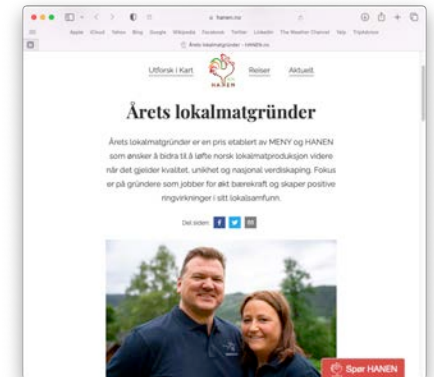 hanen.no
Apple iCloud Yahoo Bing Google Wikipedia Facebook Twitter LinkedIn The Weather Channel Yelp TripAdvisor
Årets lokalmatgründer - HANEN.no
Utforsk i Kart
HANEN
Reiser
Aktuelt
Årets lokalmatgründer
Årets lokalmatgründer er en pris etablert av MENY og HANEN
som ønsker å bidra til å løfte norsk lokalmatproduksjon videre
når det gjelder kvalitet, unikhet og nasjonal verdiskaping. Fokus
er på gründere som jobber for økt bærekraft og skaper positive
ringvirkninger i sitt lokalsamfunn.
Del siden:
Spør HANEN